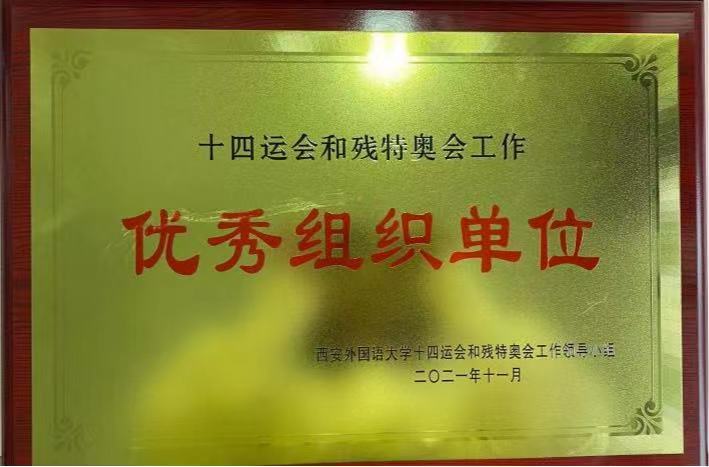 十四运会和残特奥会工作
优秀组织单位
西安外国语大学十四运会和残特奥会工作领导小组
二〇二一年十一月